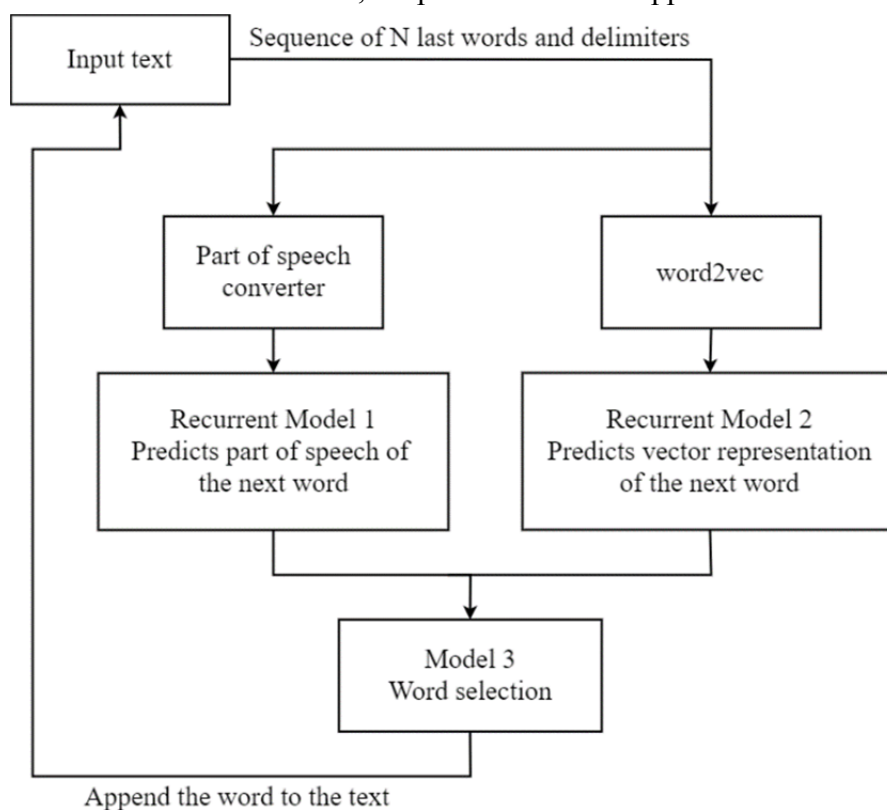 Sequence of N last words and delimiters
Input text
Part of speech
converter
word2vec
Recurrent Model 1
Predicts part of speech of
the next word
Recurrent Model 2
Predicts vector representation
of the next word
Model 3
Word selection
Append the word to the text